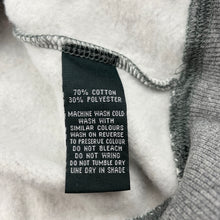 70% COTTON
30% POLYESTER
MACHINE WASH COLD
WASH WITH
SIMILAR COLOURS
WASH ON REVERSE
TO PRESERVE COLOUR
DO NOT BLEACH
DO NOT WRING
DO NOT TUMBLE DRY
LINE DRY IN SHADE